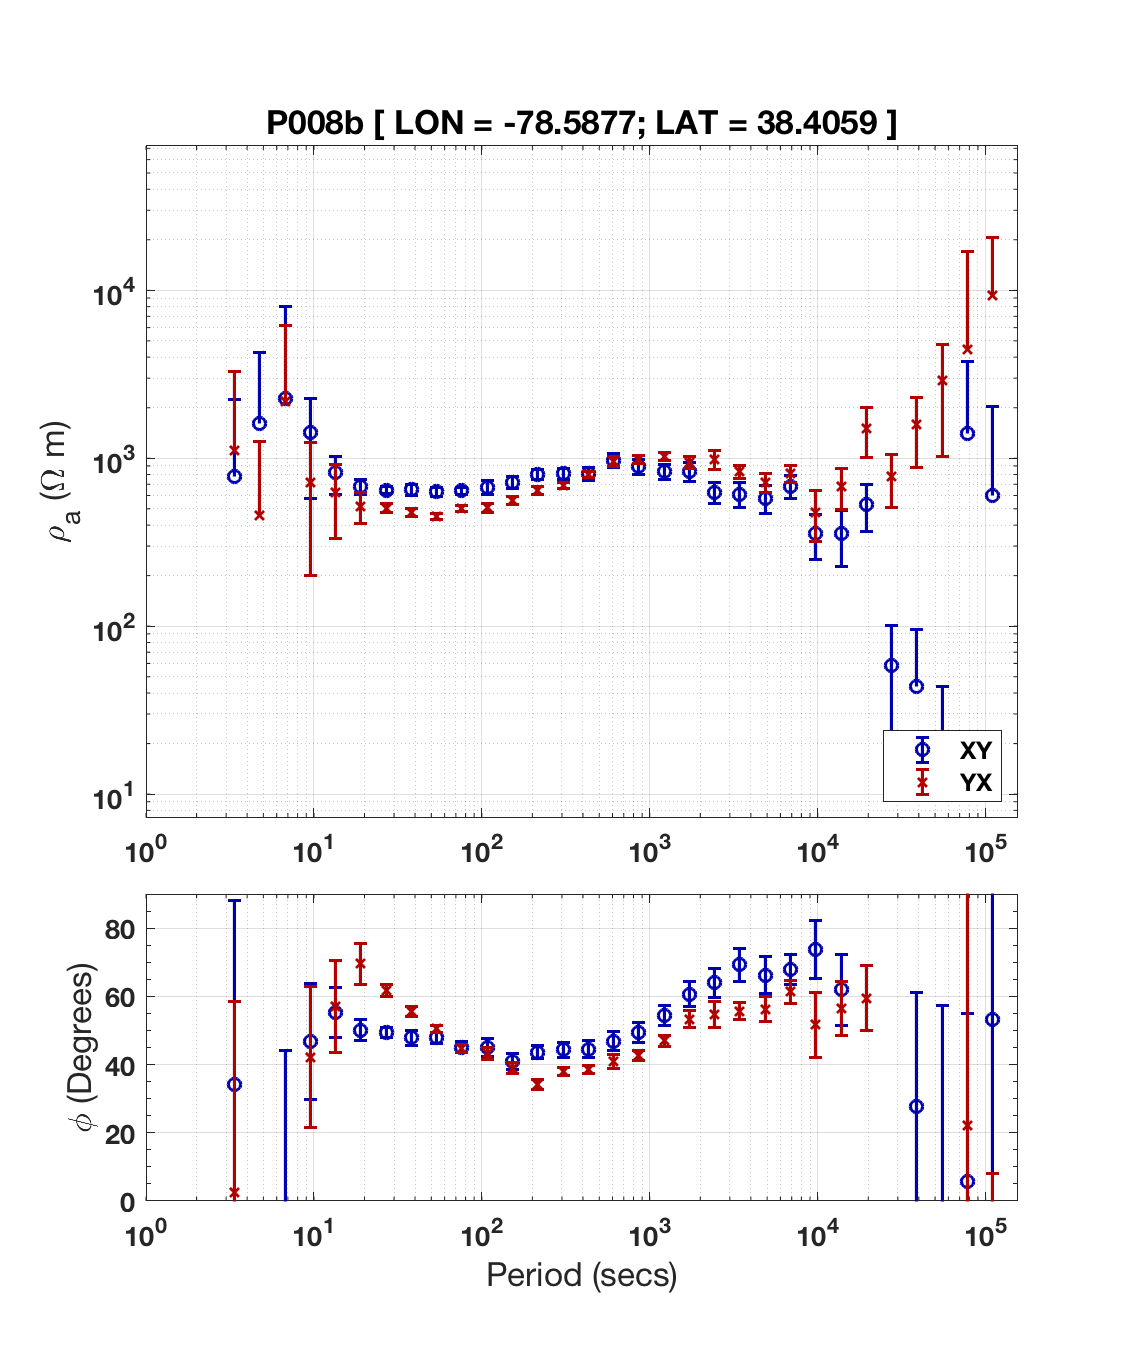 P008b [ LON = -78.5877; LAT = 38.4059 ]
ρa (Ω m)
10^4
10^3
10^2
10^1
XY
YX
10^0 10^1 10^2 10^3 10^4 10^5
ϕ (Degrees)
80
60
40
20
0
10^0 10^1 10^2 10^3 10^4 10^5
Period (secs)